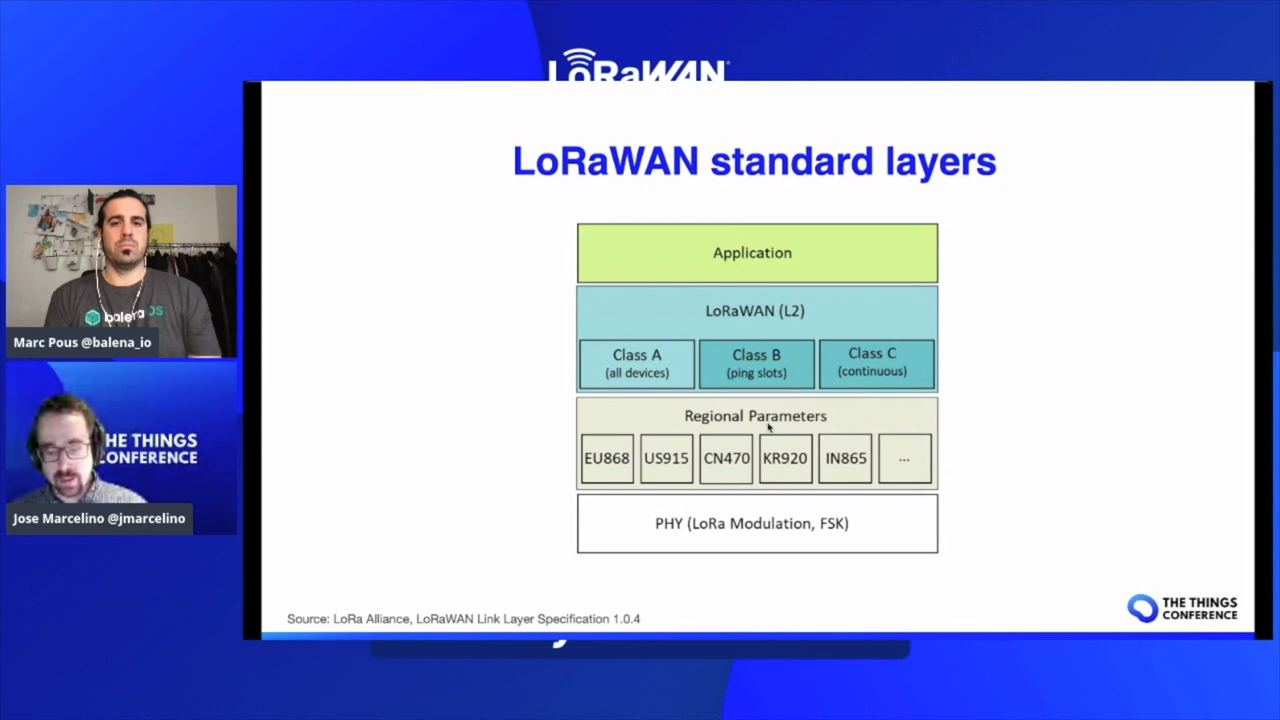 LoRaWAN
LoRaWAN standard layers
Application
LoRaWAN (L2)
Class A
(all devices)
Class B
(ping slots)
Class C
(continuous)
Regional Parameters
EU868
US915
CN470
KR920
IN865
...
PHY (LoRa Modulation, FSK)
Source: LoRa Alliance, LoRaWAN Link Layer Specification 1.0.4
THE THINGS
CONFERENCE
balenaOS
Marc Pous @balena_io
THE THINGS
CONFERENCE
Jose Marcelino @jmarcelino